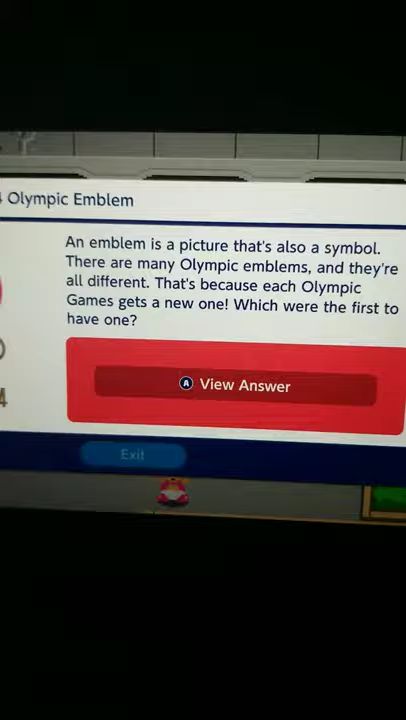 Olympic Emblem
An emblem is a picture that's also a symbol.
There are many Olympic emblems, and they're
all different. That's because each Olympic
Games gets a new one! Which were the first to
have one?
A View Answer
Exit